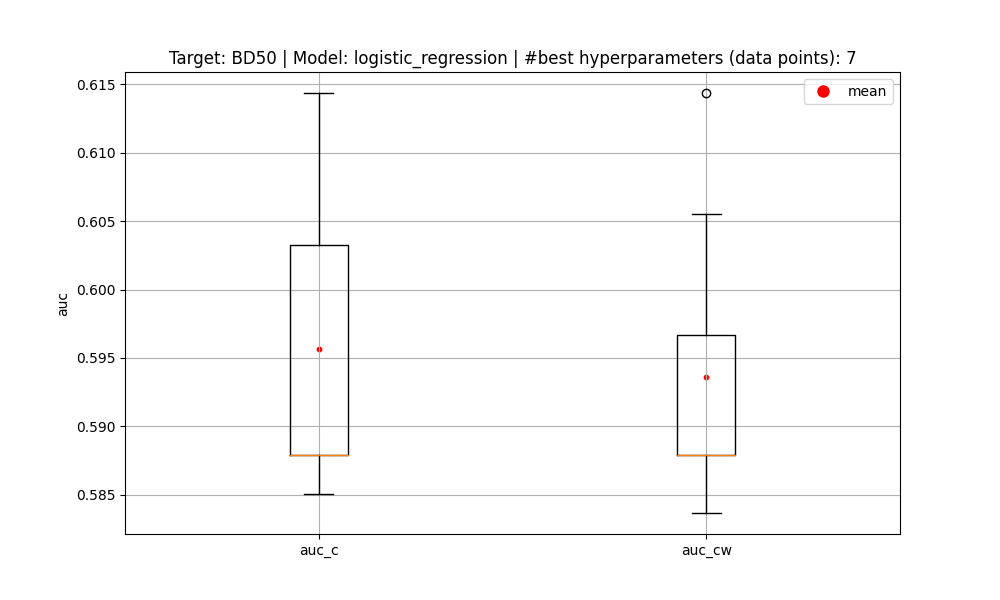 Target: BD50 | Model: logistic_regression | #best hyperparameters (data points): 7
mean
0.615
0.610
0.605
0.600
0.595
0.590
0.585
auc
auc_c
auc_cw